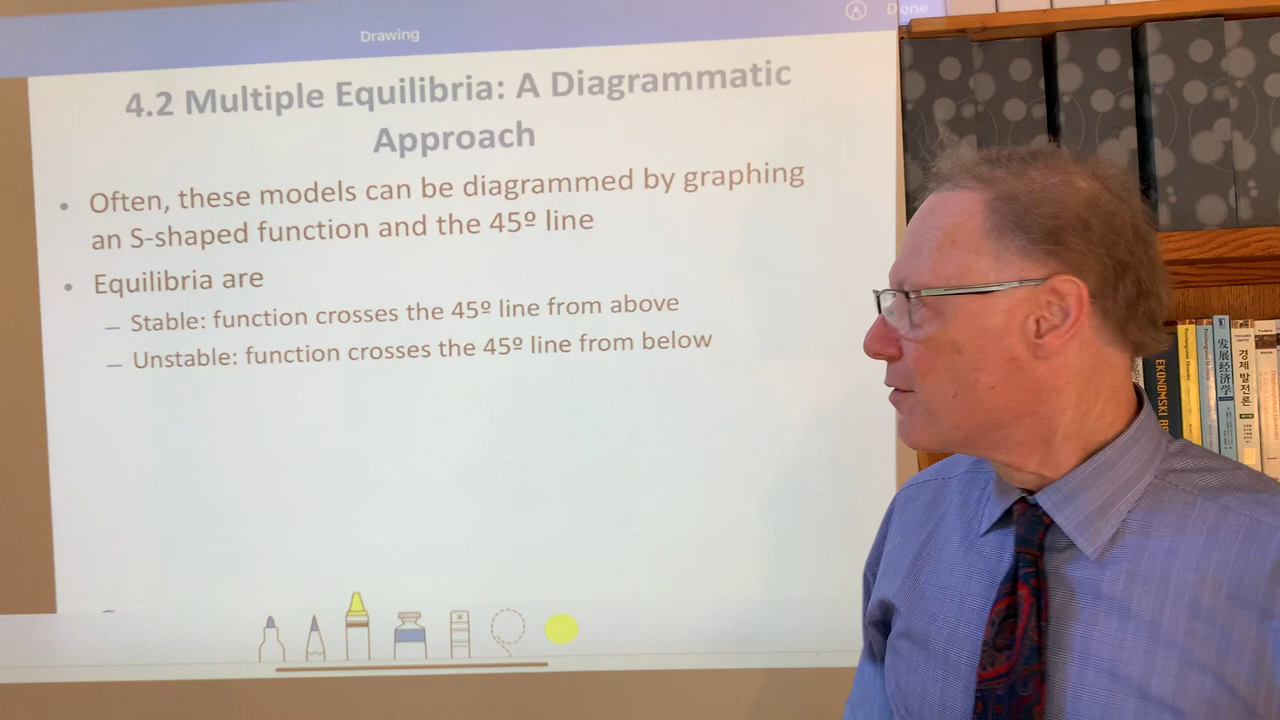 Drawing
Done
4.2 Multiple Equilibria: A Diagrammatic
Approach
• Often, these models can be diagrammed by graphing
an S-shaped function and the 45º line
• Equilibria are
– Stable: function crosses the 45º line from above
– Unstable: function crosses the 45º line from below
EKONOMSKI
发展经济学
경제발전론